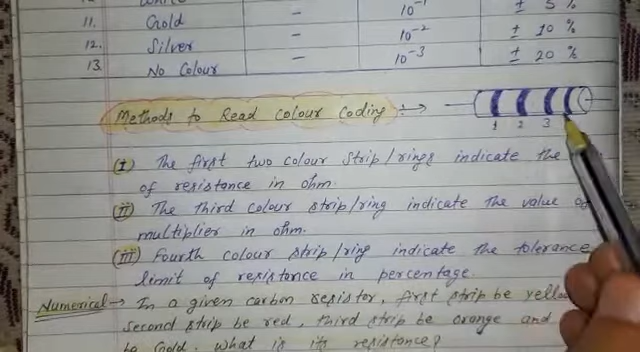 11. Gold – 10⁻¹ ± 5 %
12. Silver – 10⁻² ± 10 %
13. No Colour – 10⁻³ ± 20 %
Methods to Read Colour Coding :→
1 2 3
(i) The first two colour strip/rings indicate the
of resistance in ohm.
(ii) The third colour strip/ring indicate the value of
multiplier in ohm.
(iii) Fourth colour strip/ring indicate the tolerance
limit of resistance in percentage.
Numerical → In a given carbon resistor, first strip be
second strip be red, third strip be orange and
be Gold. What is its resistance?